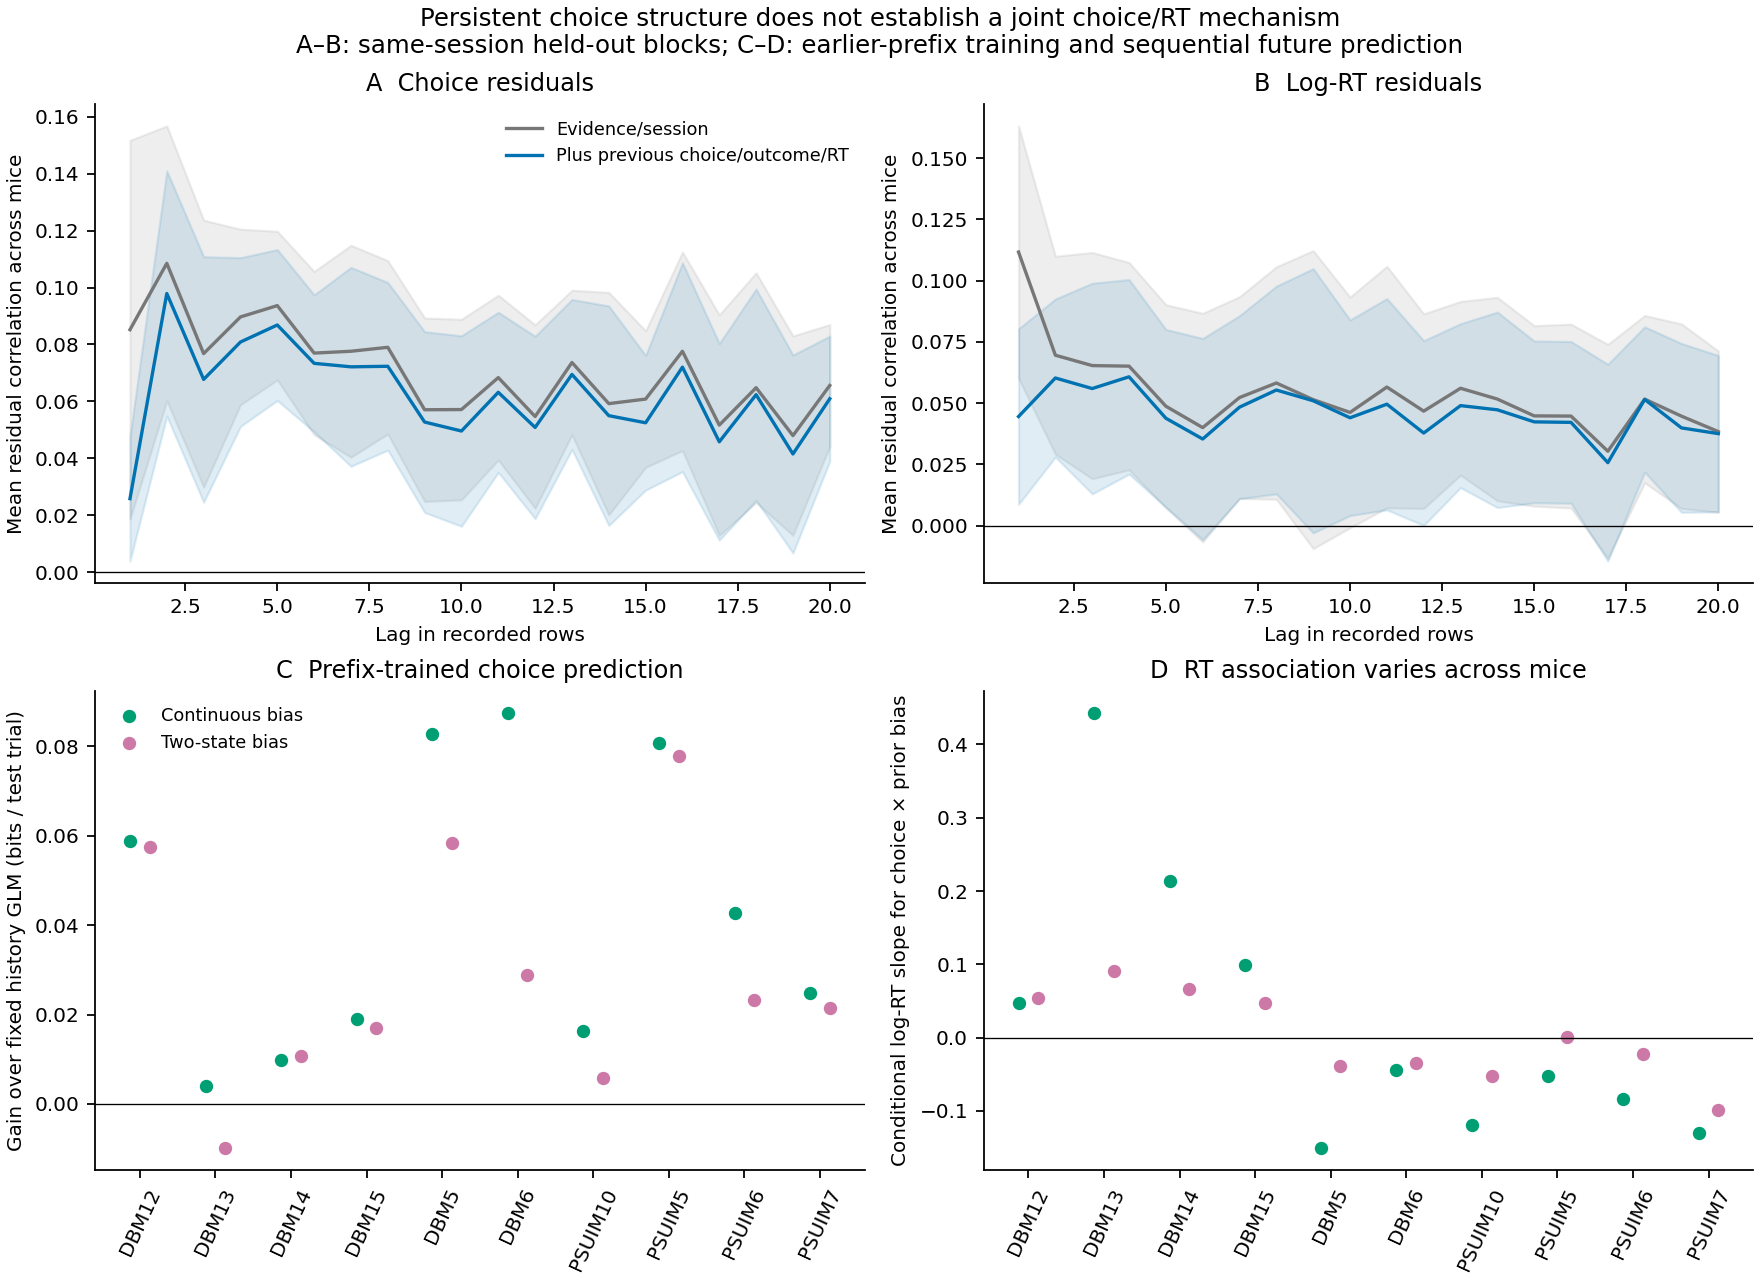 Persistent choice structure does not establish a joint choice/RT mechanism
A–B: same-session held-out blocks; C–D: earlier-prefix training and sequential future prediction
A  Choice residuals
Mean residual correlation across mice
0.16
0.14
0.12
0.10
0.08
0.06
0.04
0.02
0.00
Evidence/session
Plus previous choice/outcome/RT
2.5 5.0 7.5 10.0 12.5 15.0 17.5 20.0
Lag in recorded rows
B  Log-RT residuals
Mean residual correlation across mice
0.150
0.125
0.100
0.075
0.050
0.025
0.000
2.5 5.0 7.5 10.0 12.5 15.0 17.5 20.0
Lag in recorded rows
C  Prefix-trained choice prediction
Gain over fixed history GLM (bits / test trial)
0.08
0.06
0.04
0.02
0.00
Continuous bias
Two-state bias
DBM12 DBM13 DBM14 DBM15 DBM5 DBM6 PSUIM10 PSUIM5 PSUIM6 PSUIM7
D  RT association varies across mice
Conditional log-RT slope for choice × prior bias
0.4
0.3
0.2
0.1
0.0
−0.1
DBM12 DBM13 DBM14 DBM15 DBM5 DBM6 PSUIM10 PSUIM5 PSUIM6 PSUIM7